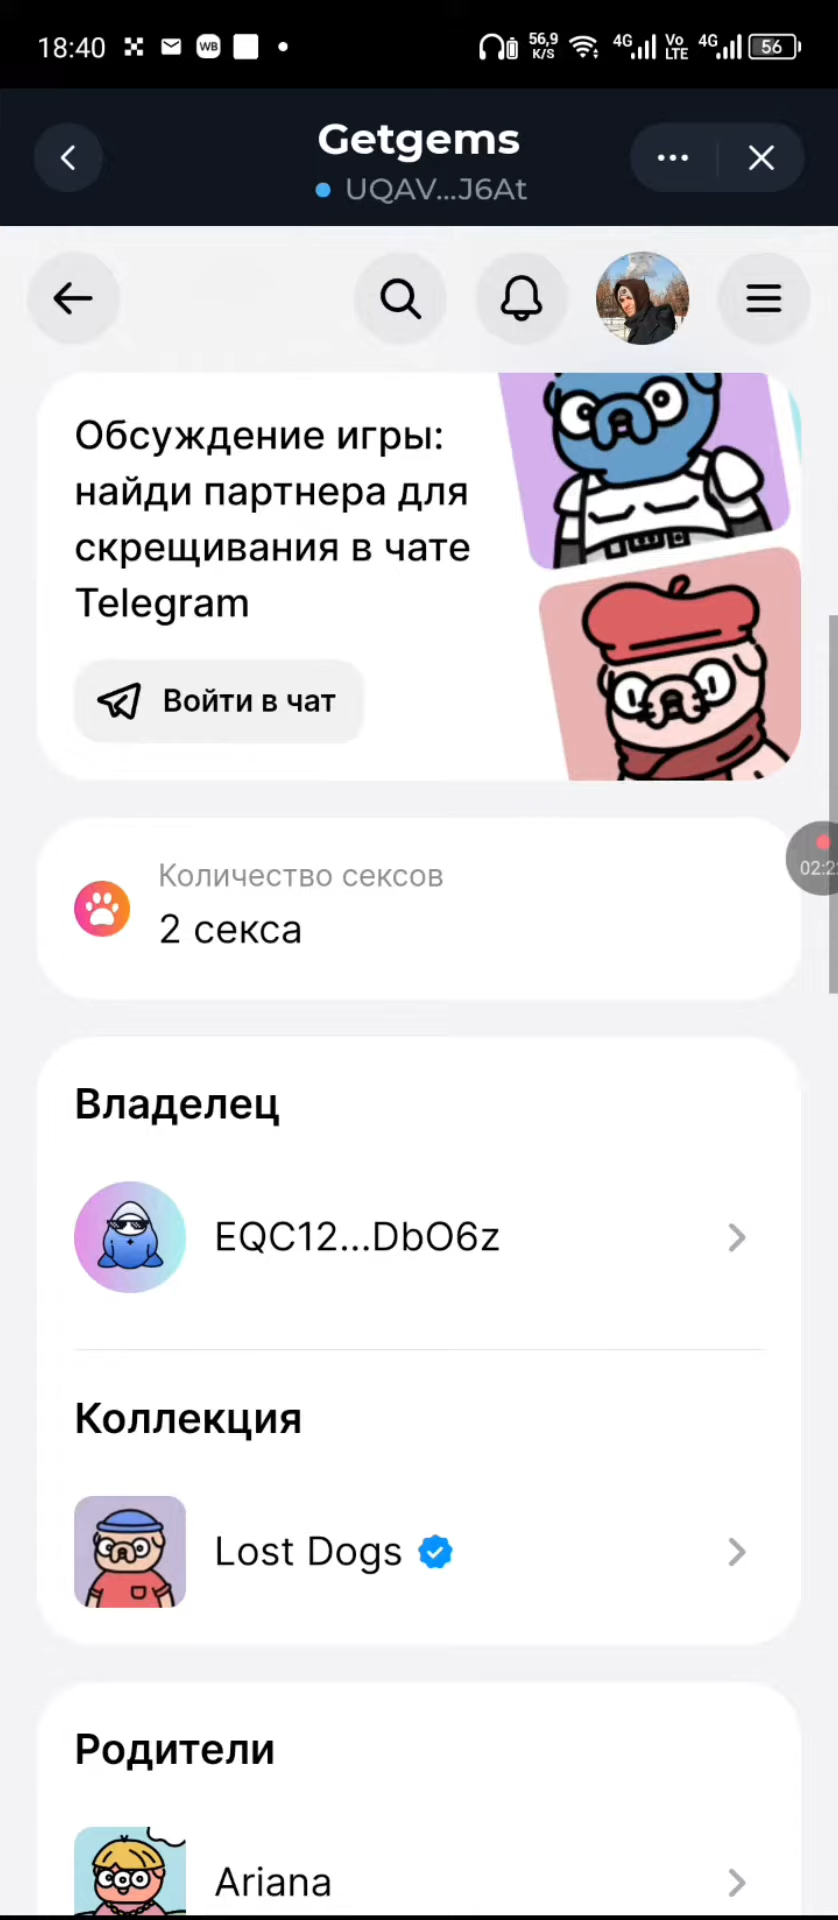 18:40
WB
56,9
K/S
4G
Vo
LTE
4G
56
Getgems
UQAV...J6At
Обсуждение игры:
найди партнера для
скрещивания в чате
Telegram
Войти в чат
Количество сексов
2 секса
Владелец
EQC12...DbO6z
Коллекция
Lost Dogs
Родители
Ariana